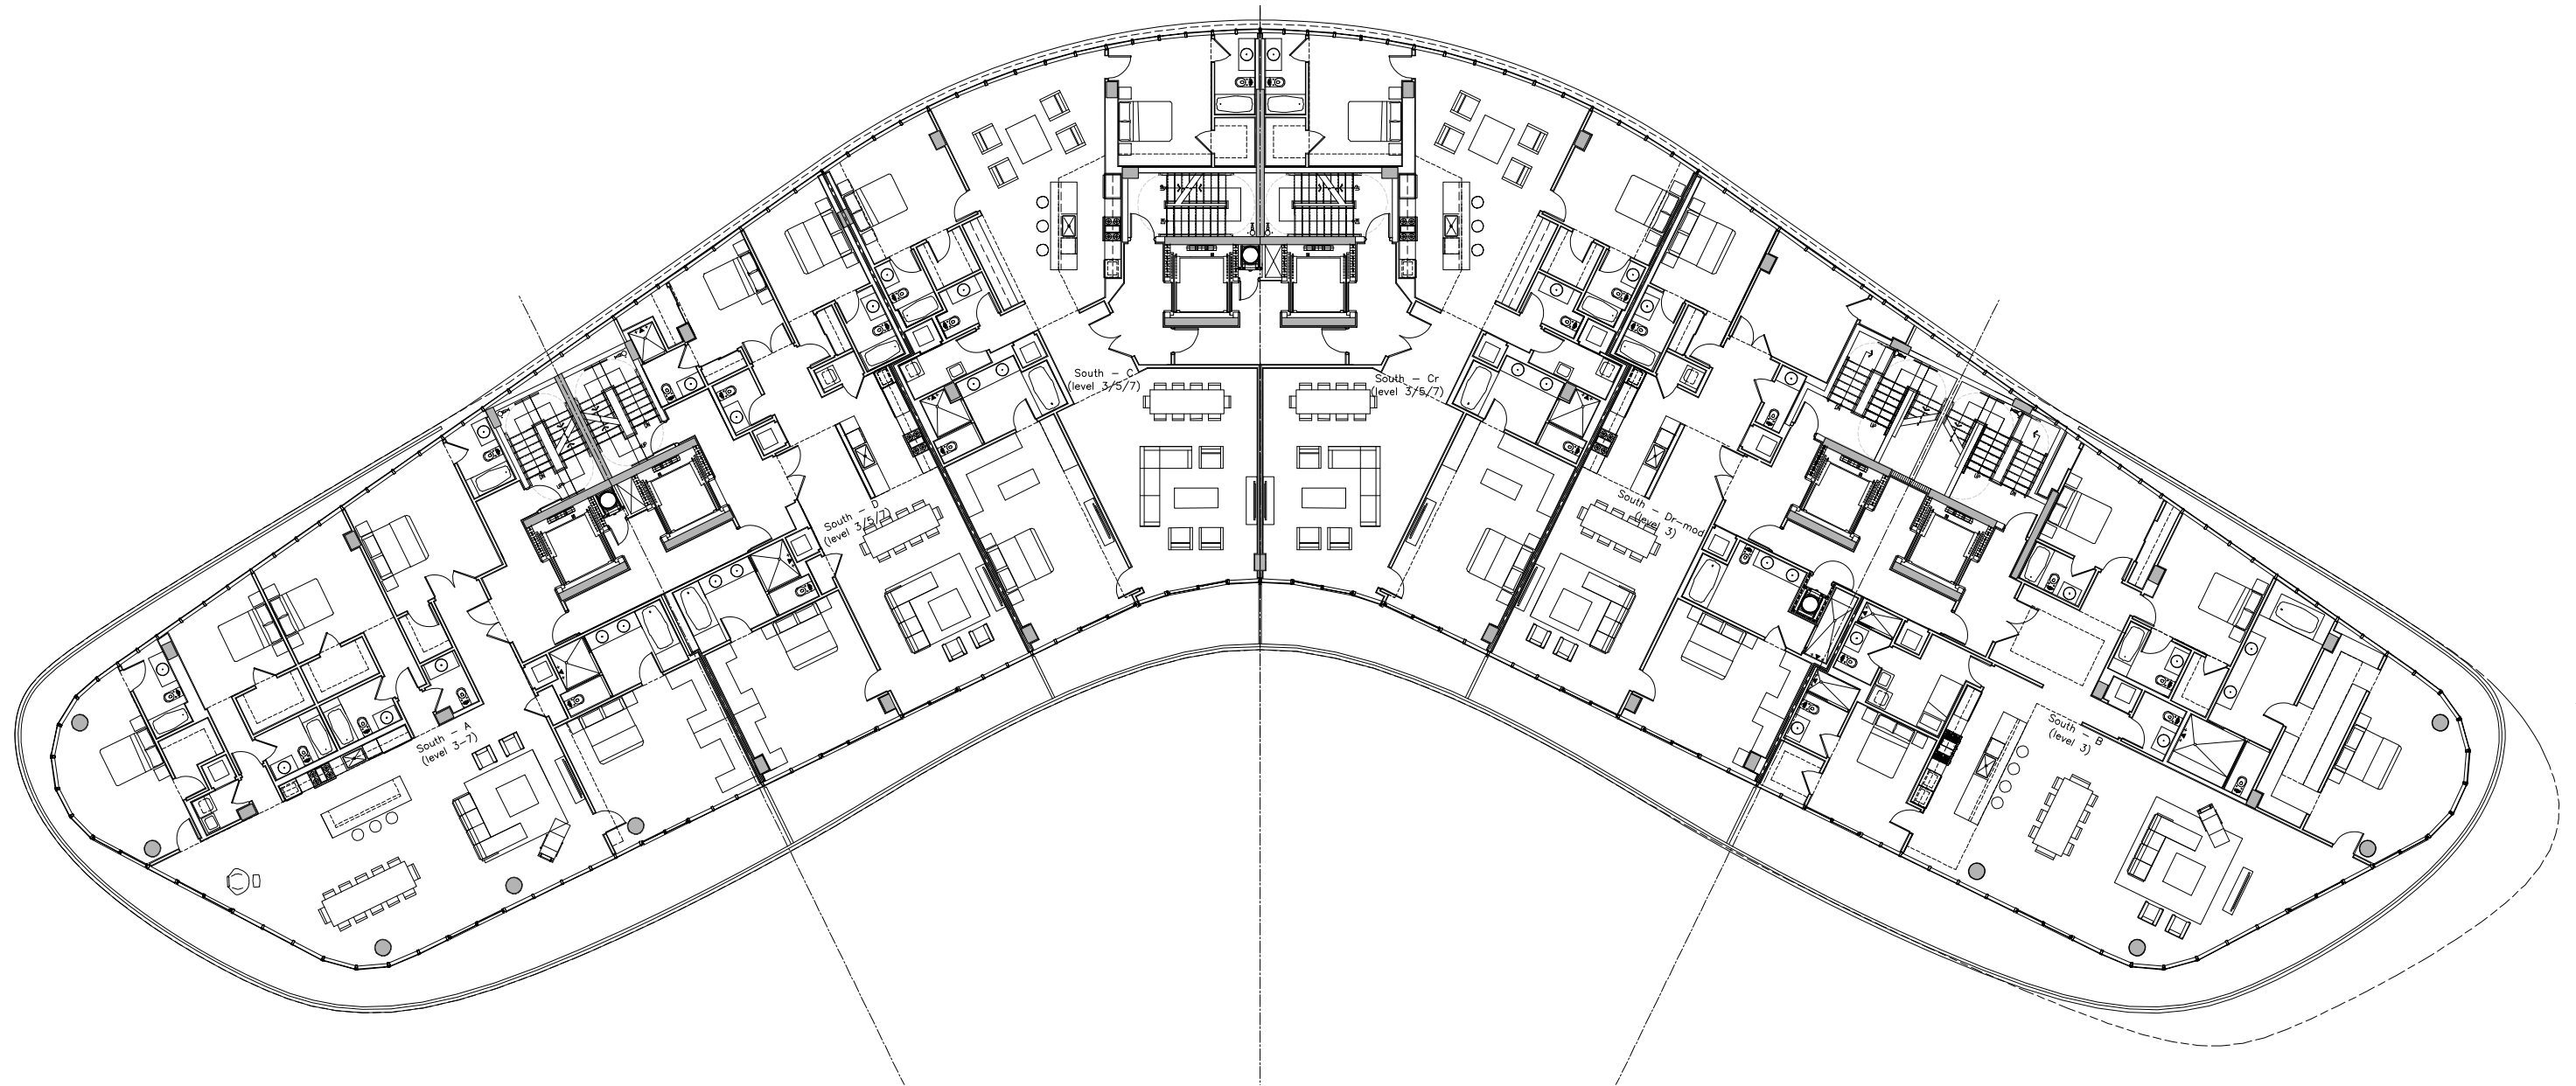 South - C
(level 3/5/7)
South - Cr
(level 3/5/7)
South - D
(level 3/5/7)
South - Dr-mod
(level 3)
South - A
(level 3-7)
South - B
(level 3)